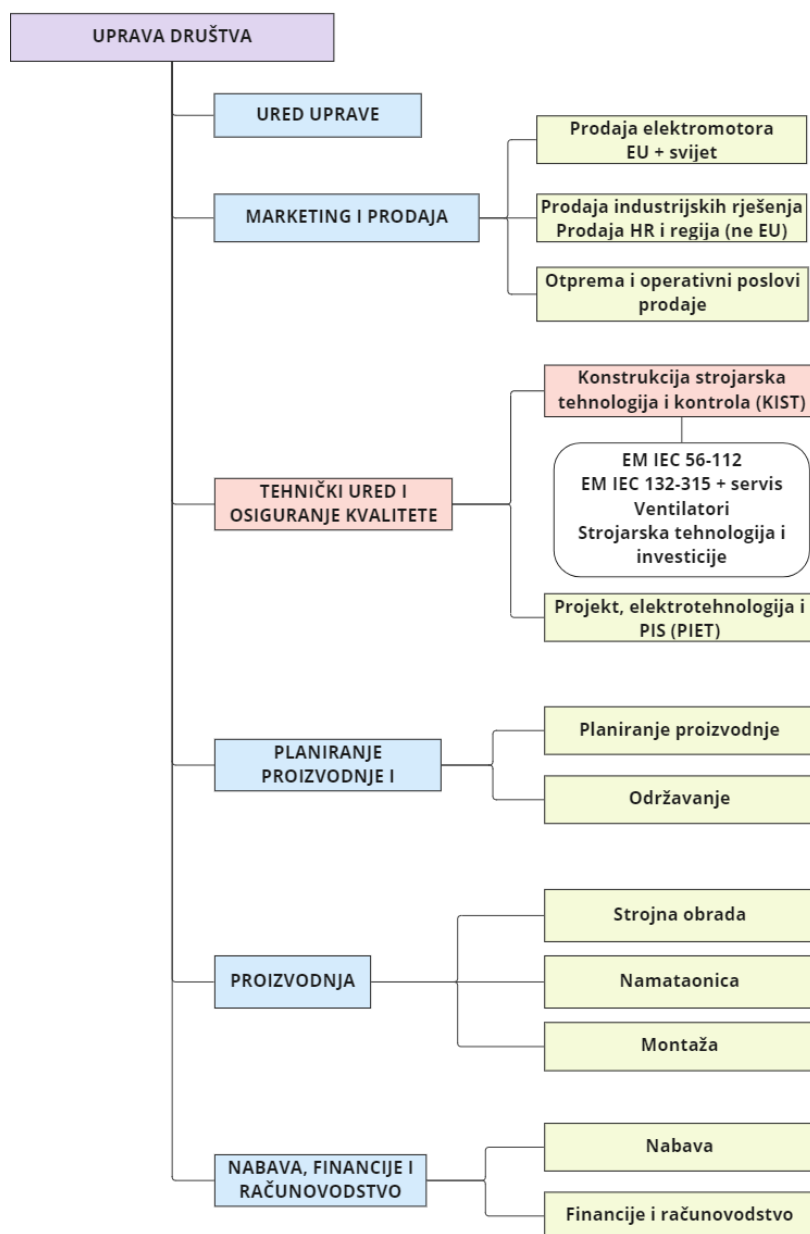 UPRAVA DRUŠTVA
URED UPRAVE
MARKETING I PRODAJA
Prodaja elektromotora
EU + svijet
Prodaja industrijskih rješenja
Prodaja HR i regija (ne EU)
Otprema i operativni poslovi
prodaje
TEHNIČKI URED I
OSIGURANJE KVALITETE
Konstrukcija strojarska
tehnologija i kontrola (KIST)
EM IEC 56-112
EM IEC 132-315 + servis
Ventilatori
Strojarska tehnologija i
investicije
Projekt, elektrotehnologija i
PIS (PIET)
PLANIRANJE
PROIZVODNJE I
Planiranje proizvodnje
Održavanje
PROIZVODNJA
Strojna obrada
Namataonica
Montaža
NABAVA, FINANCIJE I
RAČUNOVODSTVO
Nabava
Financije i računovodstvo